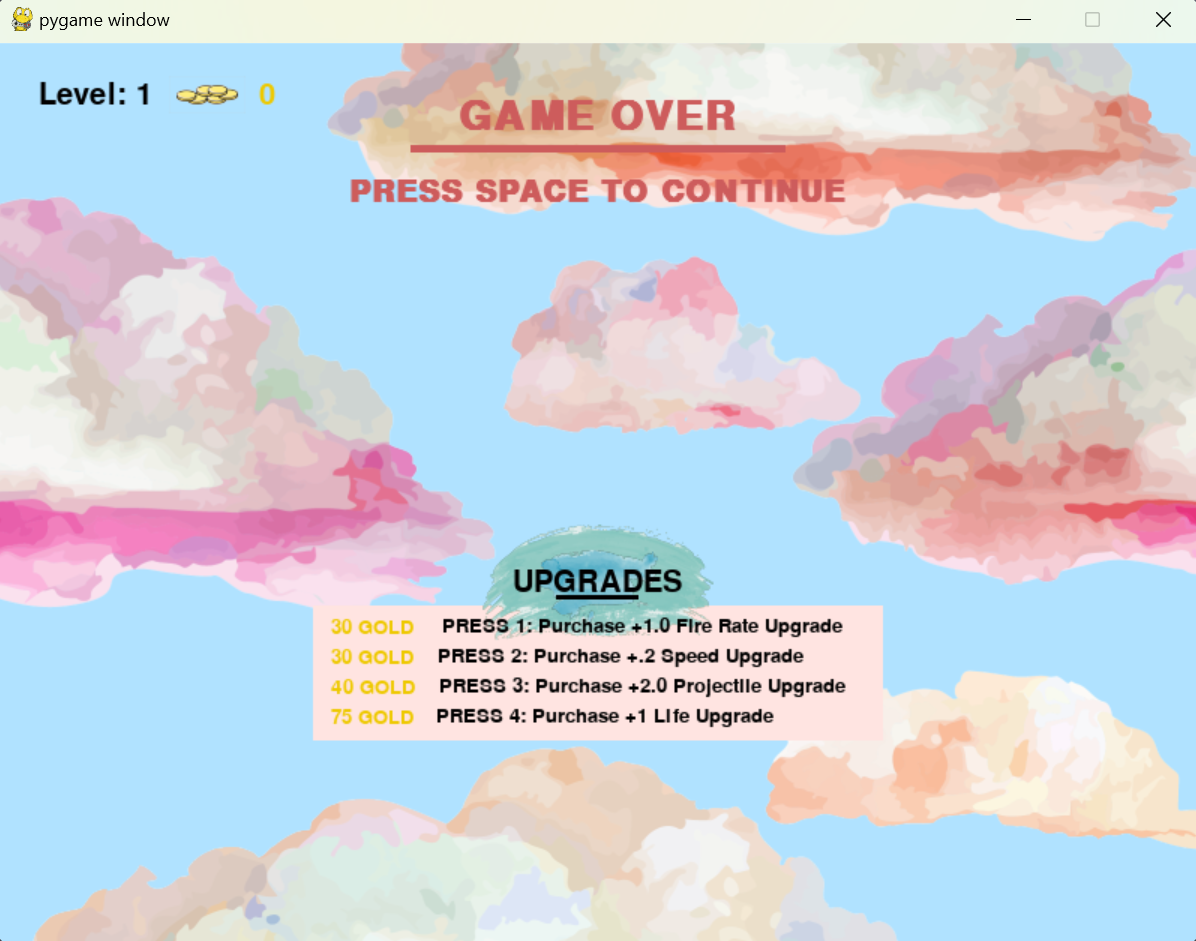 pygame window
Level: 1 0
GAME OVER
PRESS SPACE TO CONTINUE
UPGRADES
30 GOLD PRESS 1: Purchase +1.0 Fire Rate Upgrade
30 GOLD PRESS 2: Purchase +.2 Speed Upgrade
40 GOLD PRESS 3: Purchase +2.0 Projectile Upgrade
75 GOLD PRESS 4: Purchase +1 Life Upgrade